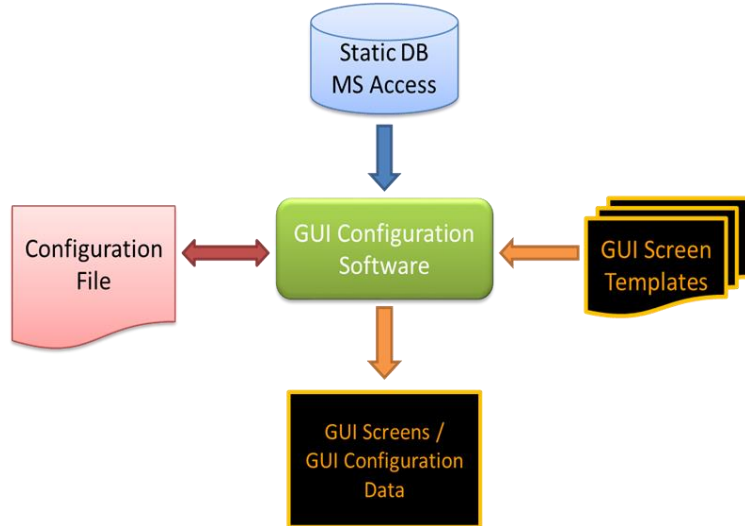 Static DB
MS Access
Configuration
File
GUI Configuration
Software
GUI Screen
Templates
GUI Screens /
GUI Configuration
Data